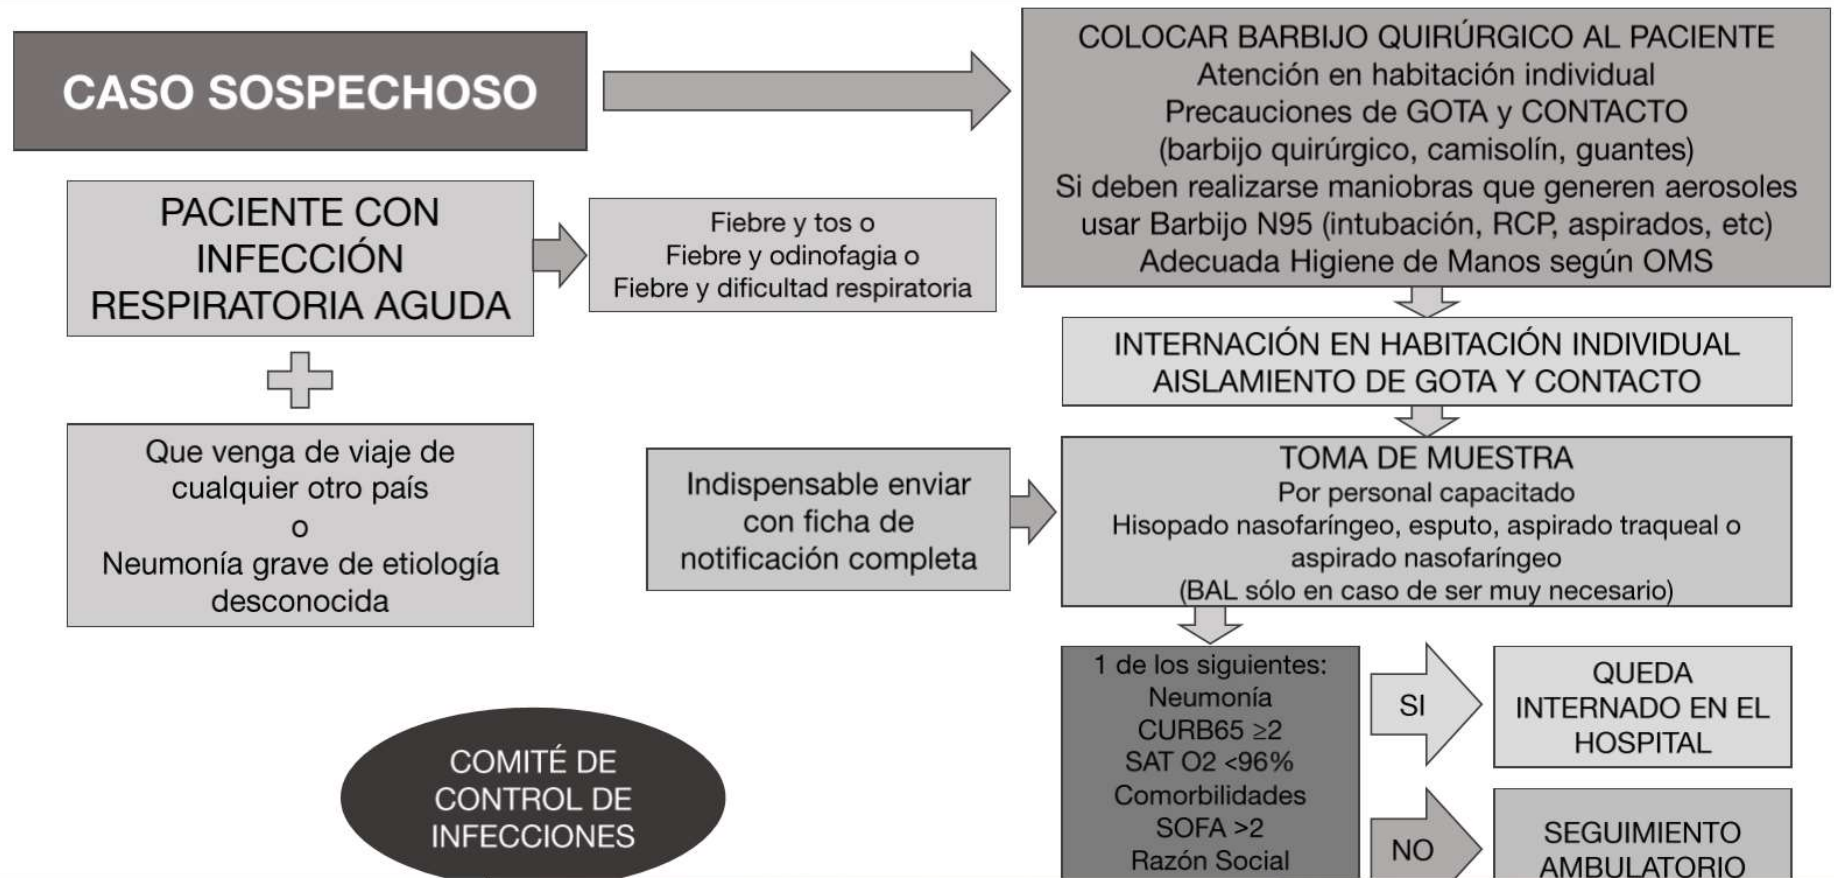 CASO SOSPECHOSO
COLOCAR BARBIJO QUIRÚRGICO AL PACIENTE
Atención en habitación individual
Precauciones de GOTA y CONTACTO
(barbijo quirúrgico, camisolín, guantes)
Si deben realizarse maniobras que generen aerosoles
usar Barbijo N95 (intubación, RCP, aspirados, etc)
Adecuada Higiene de Manos según OMS
PACIENTE CON
INFECCIÓN
RESPIRATORIA AGUDA
Fiebre y tos o
Fiebre y odinofagia o
Fiebre y dificultad respiratoria
INTERNACIÓN EN HABITACIÓN INDIVIDUAL
AISLAMIENTO DE GOTA Y CONTACTO
Que venga de viaje de
cualquier otro país
o
Neumonía grave de etiología
desconocida
Indispensable enviar
con ficha de
notificación completa
TOMA DE MUESTRA
Por personal capacitado
Hisopado nasofaríngeo, esputo, aspirado traqueal o
aspirado nasofaríngeo
(BAL sólo en caso de ser muy necesario)
1 de los siguientes:
Neumonía
CURB65 ≥2
SAT O2 <96%
Comorbilidades
SOFA >2
Razón Social
SI
QUEDA
INTERNADO EN EL
HOSPITAL
NO
SEGUIMIENTO
AMBULATORIO
COMITÉ DE
CONTROL DE
INFECCIONES